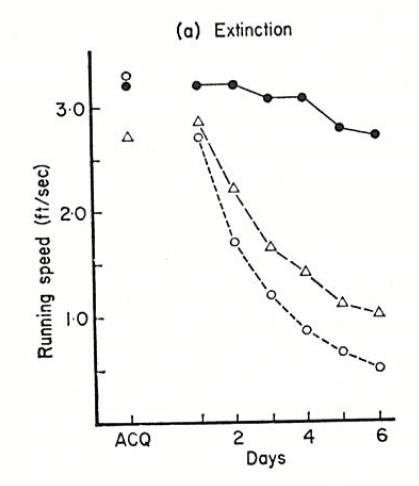 (a) Extinction
Running speed (ft/sec)
3·0
2·0
1·0
ACQ 2 4 6
Days